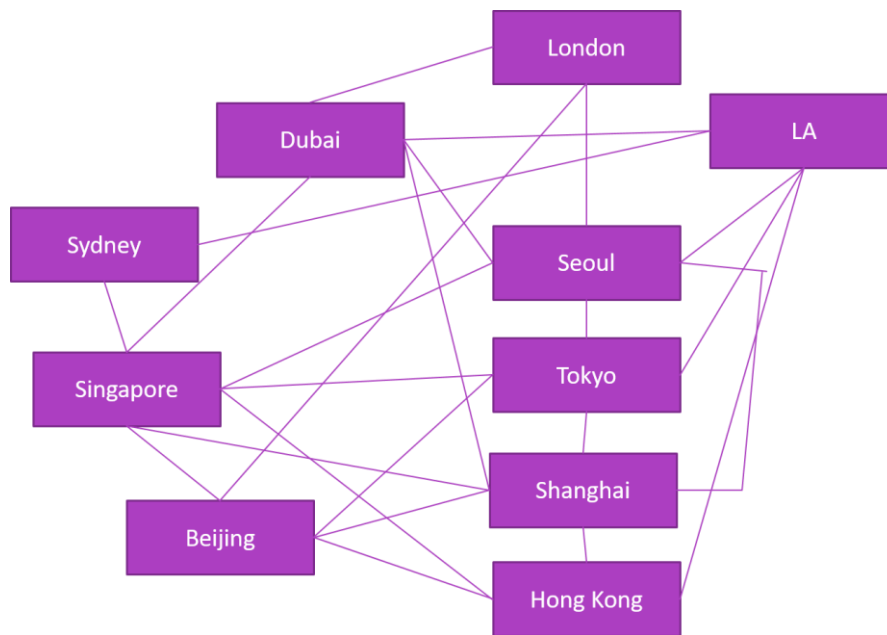 London
LA
Dubai
Sydney
Seoul
Singapore
Tokyo
Shanghai
Beijing
Hong Kong